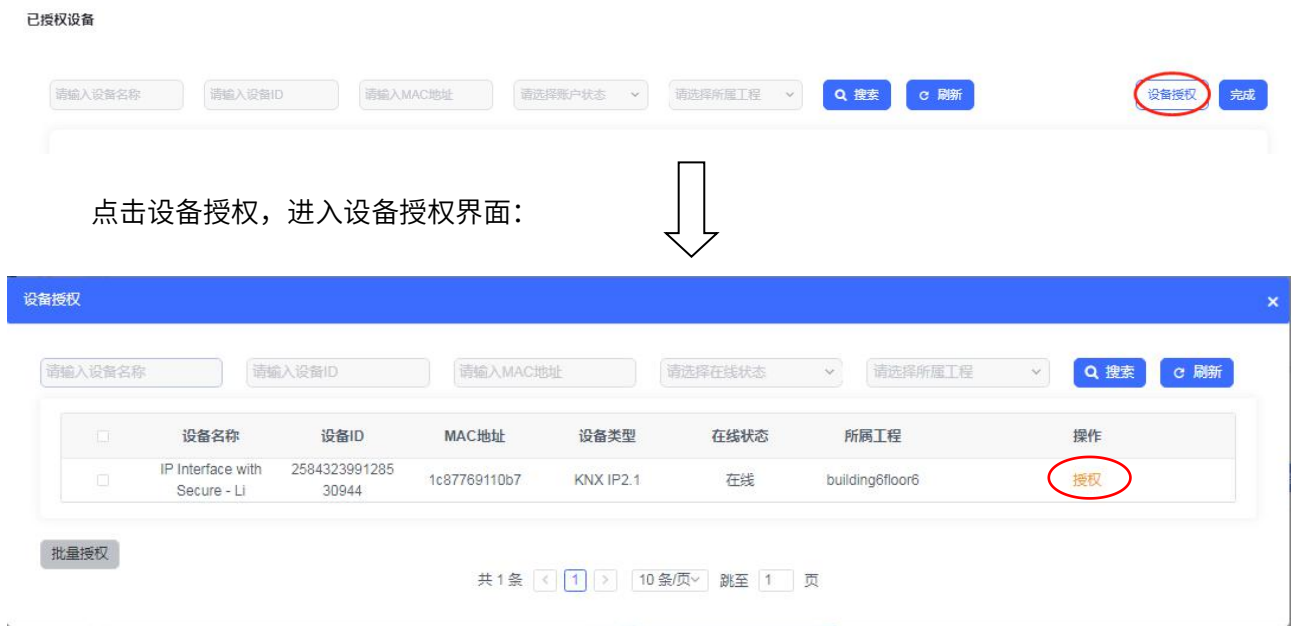 已授权设备
请输入设备名称 请输入设备ID 请输入MAC地址 请选择账户状态 请选择所属工程 搜索 刷新 设备授权 完成
点击设备授权，进入设备授权界面：
设备授权 ×
请输入设备名称 请输入设备ID 请输入MAC地址 请选择在线状态 请选择所属工程 搜索 刷新
设备名称 设备ID MAC地址 设备类型 在线状态 所属工程 操作
IP Interface with 2584323991285
1c87769110b7 KNX IP2.1 在线 building6floor6 授权
Secure - Li 30944
批量授权
共 1 条 < 1 > 10 条/页 跳至 1 页